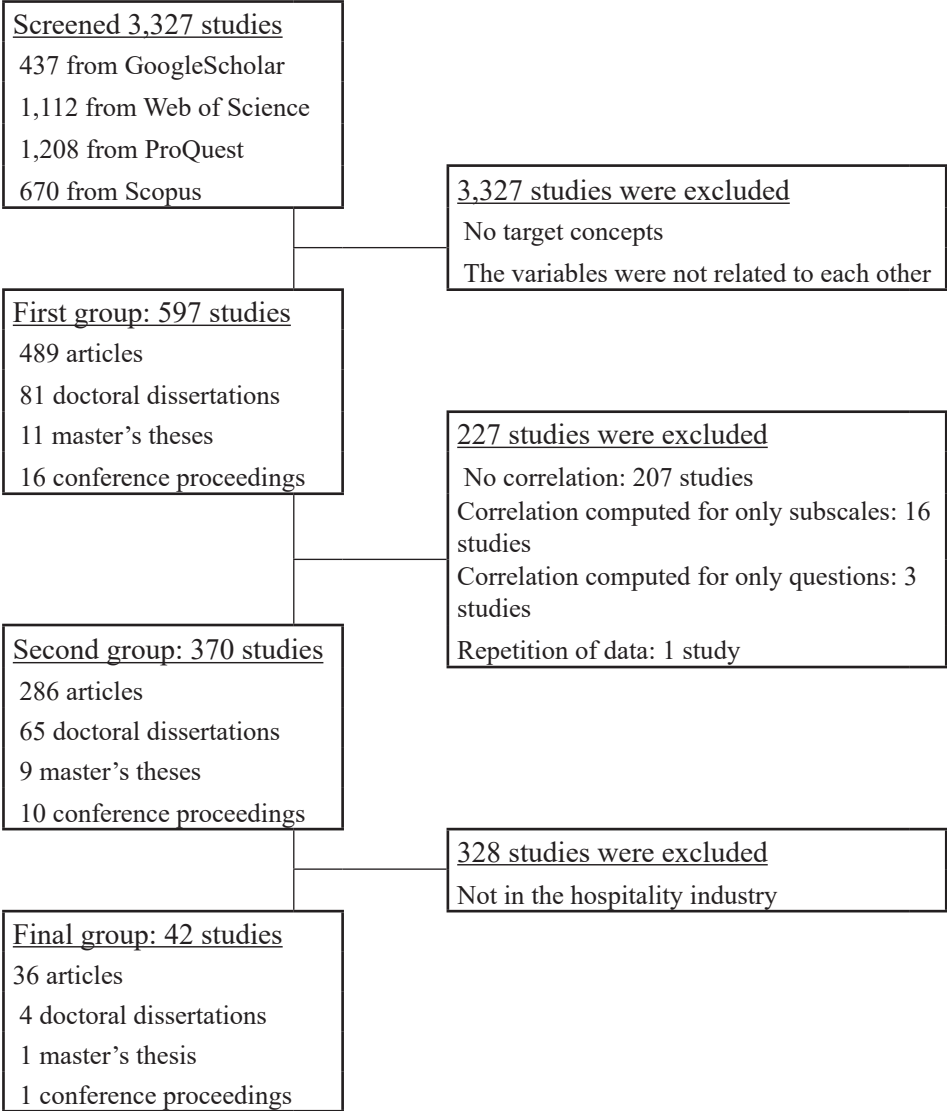 Screened 3,327 studies
437 from GoogleScholar
1,112 from Web of Science
1,208 from ProQuest
670 from Scopus
3,327 studies were excluded
No target concepts
The variables were not related to each other
First group: 597 studies
489 articles
81 doctoral dissertations
11 master’s theses
16 conference proceedings
227 studies were excluded
No correlation: 207 studies
Correlation computed for only subscales: 16
studies
Correlation computed for only questions: 3
studies
Repetition of data: 1 study
Second group: 370 studies
286 articles
65 doctoral dissertations
9 master’s theses
10 conference proceedings
328 studies were excluded
Not in the hospitality industry
Final group: 42 studies
36 articles
4 doctoral dissertations
1 master’s thesis
1 conference proceedings